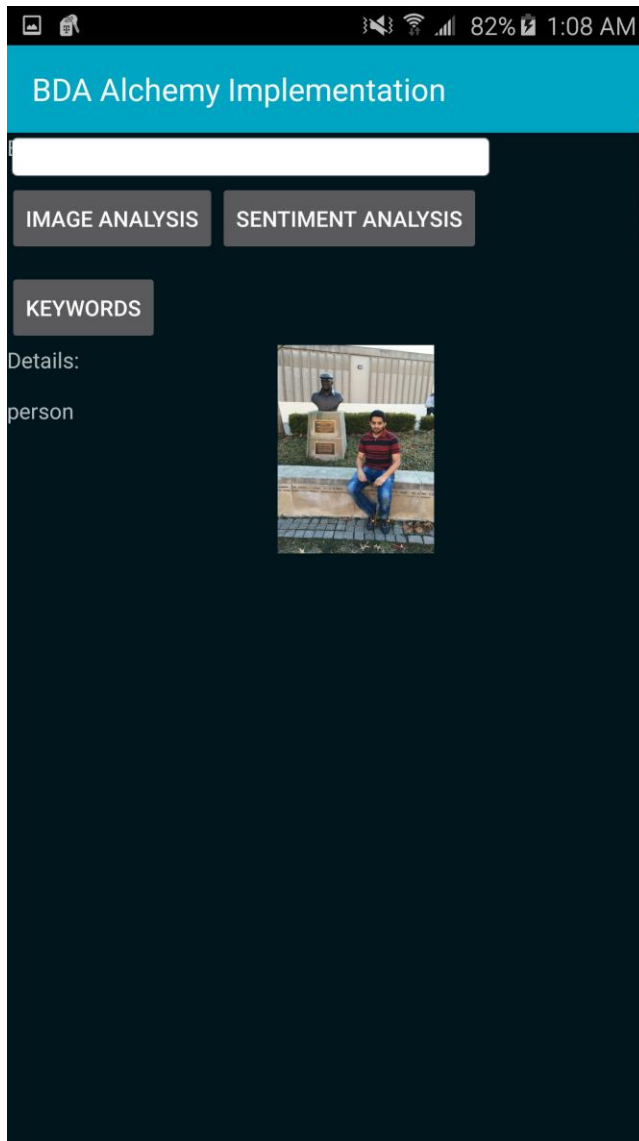 82% 1:08 AM
BDA Alchemy Implementation
IMAGE ANALYSIS SENTIMENT ANALYSIS
KEYWORDS
Details:
person